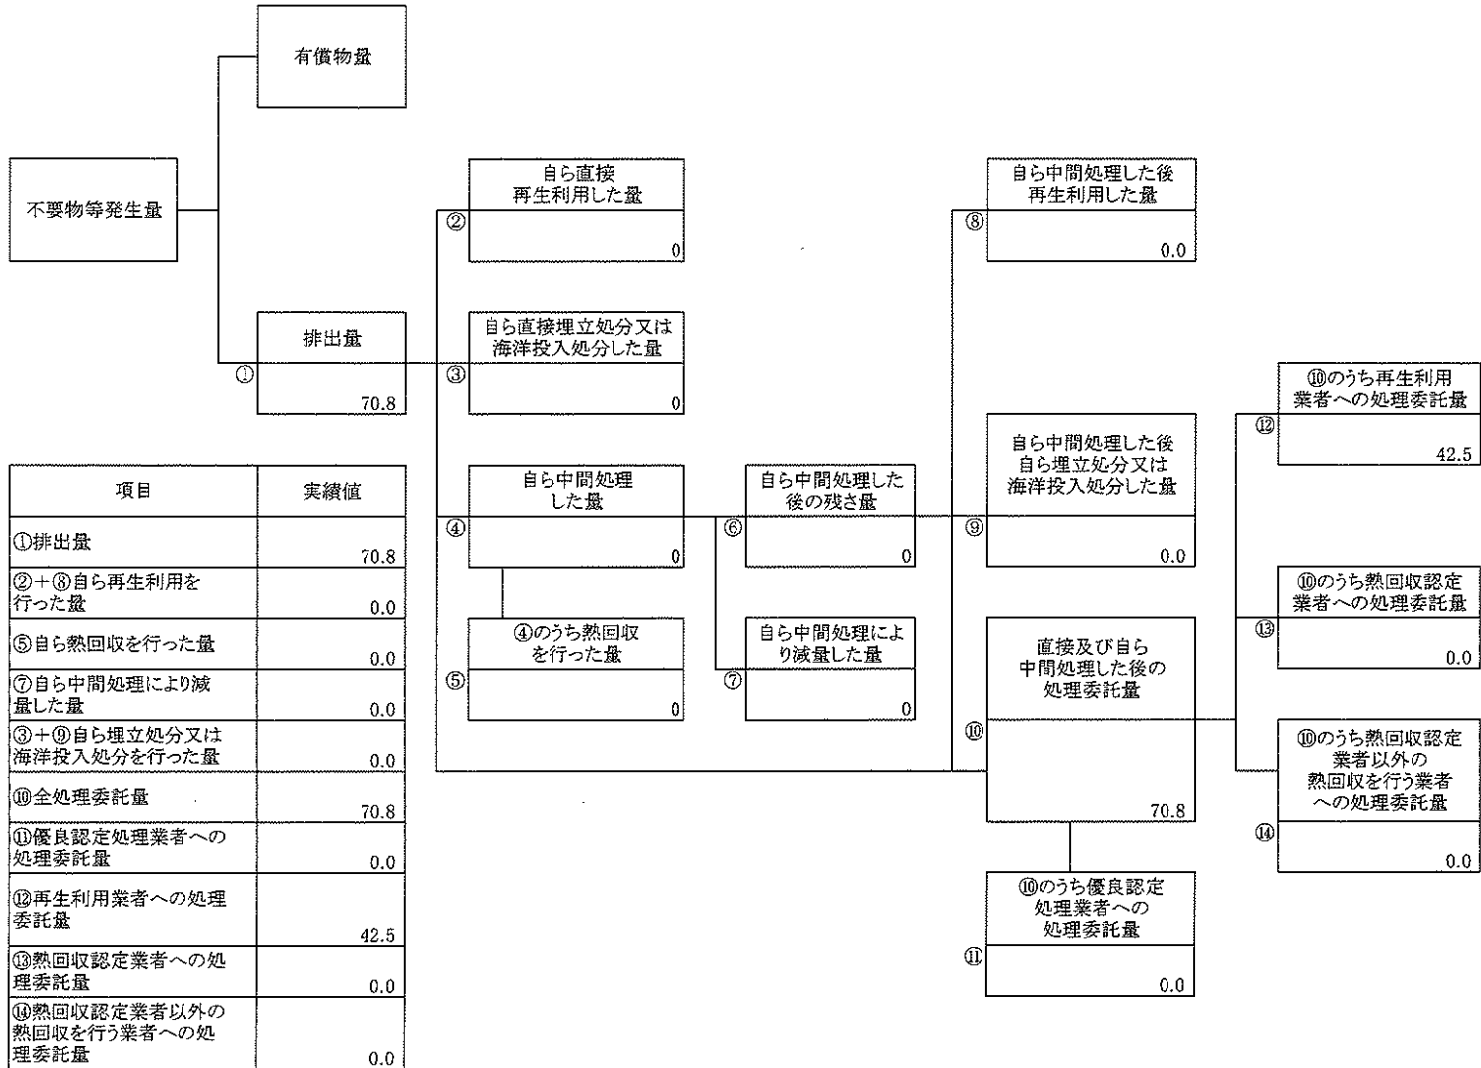 有償物量
不要物等発生量
排出量
①
70.8
自ら直接
再生利用した量
②
0
自ら直接埋立処分又は
海洋投入処分した量
③
0
自ら中間処理
した量
④
0
④のうち熱回収
を行った量
⑤
0
自ら中間処理した
後の残さ量
⑥
0
自ら中間処理によ
り減量した量
⑦
0
自ら中間処理した後
再生利用した量
⑧
0.0
自ら中間処理した後
自ら埋立処分又は
海洋投入処分した量
⑨
0.0
直接及び自ら
中間処理した後の
処理委託量
⑩
70.8
⑩のうち優良認定
処理業者への
処理委託量
⑪
0.0
⑩のうち再生利用
業者への処理委託量
⑫
42.5
⑩のうち熱回収認定
業者への処理委託量
⑬
0.0
⑩のうち熱回収認定
業者以外の
熱回収を行う業者
への処理委託量
⑭
0.0
項目 実績値
①排出量 70.8
②+⑧自ら再生利用を
行った量 0.0
⑤自ら熱回収を行った量 0.0
⑦自ら中間処理により減
量した量 0.0
③+⑨自ら埋立処分又は
海洋投入処分を行った量 0.0
⑩全処理委託量 70.8
⑪優良認定処理業者への
処理委託量 0.0
⑫再生利用業者への処理
委託量 42.5
⑬熱回収認定業者への処
理委託量 0.0
⑭熱回収認定業者以外の
熱回収を行う業者への処
理委託量 0.0